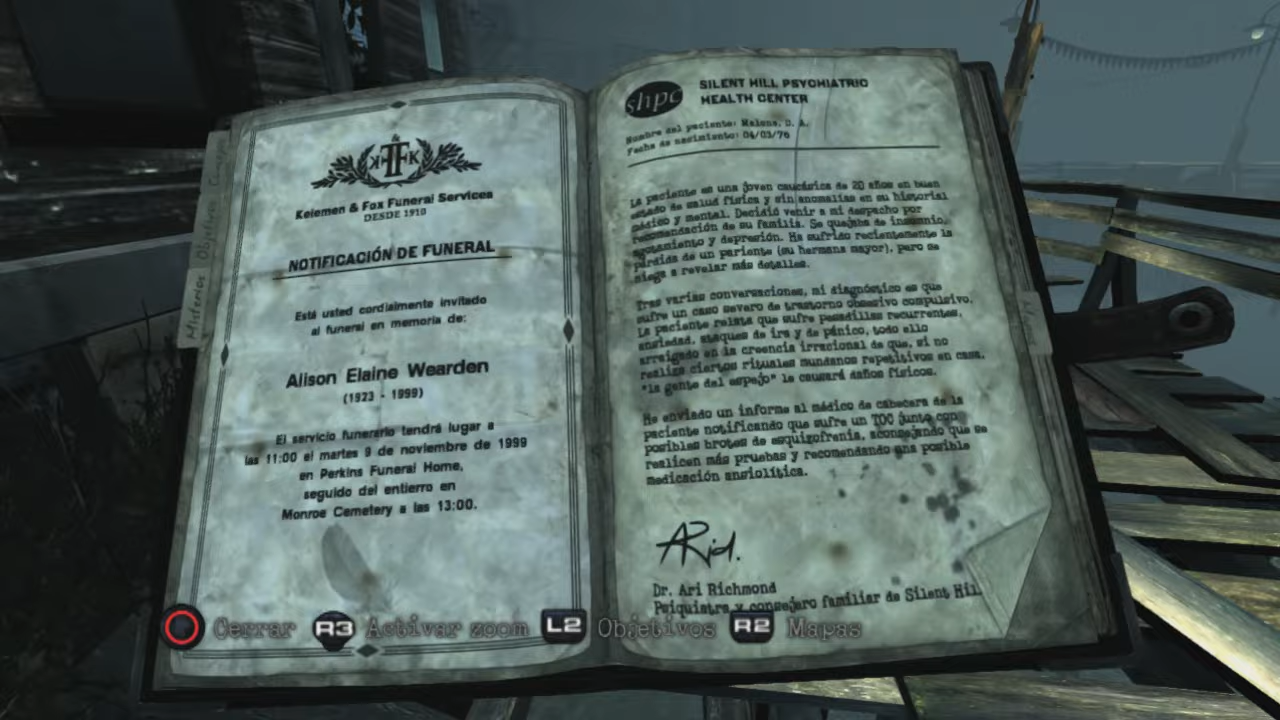 & 
KFK
Kelemen & Fox Funeral Services
DESDE 1910
NOTIFICACIÓN DE FUNERAL
Está usted cordialmente invitado
al funeral en memoria de:
Alison Elaine Wearden
(1923 - 1999)
El servicio funerario tendrá lugar a
las 11:00 el martes 9 de noviembre de 1999
en Perkins Funeral Home,
seguido del entierro en
Monroe Cemetery a las 13:00.
Misterios
Objetivos
shpc
SILENT HILL PSYCHIATRIC
HEALTH CENTER
Nombre del paciente: Malone, D. A.
Fecha de nacimiento: 04/03/76
La paciente es una joven caucásica de 20 años en buen
estado de salud física y sin anomalías en su historial
médico y mental. Decidió venir a mi despacho por
recomendación de su familia. Se quejaba de insomnio,
agotamiento y depresión. Ha sufrido recientemente la
pérdida de un pariente (su hermana mayor), pero se
niega a revelar más detalles.
Tras varias conversaciones, mi diagnóstico es que
sufre un caso severo de trastorno obsesivo compulsivo.
La paciente relata que sufre pesadillas recurrentes,
ansiedad, ataques de ira y de pánico, todo ello
arraigado en la creencia irracional de que, si no
realiza ciertos rituales mundanos repetitivos en casa,
"la gente del espejo" le causará daños físicos.
He enviado un informe al médico de cabecera de la
paciente notificando que sufre un TOC junto con
posibles brotes de esquizofrenia, aconsejando que se
realicen más pruebas y recomendando una posible
medicación ansiolítica.
Dr. Ari Richmond
Psiquiatra y consejero familiar de Silent Hill
Cerrar
R3 Activar zoom
L2 Objetivos
R2 Mapas